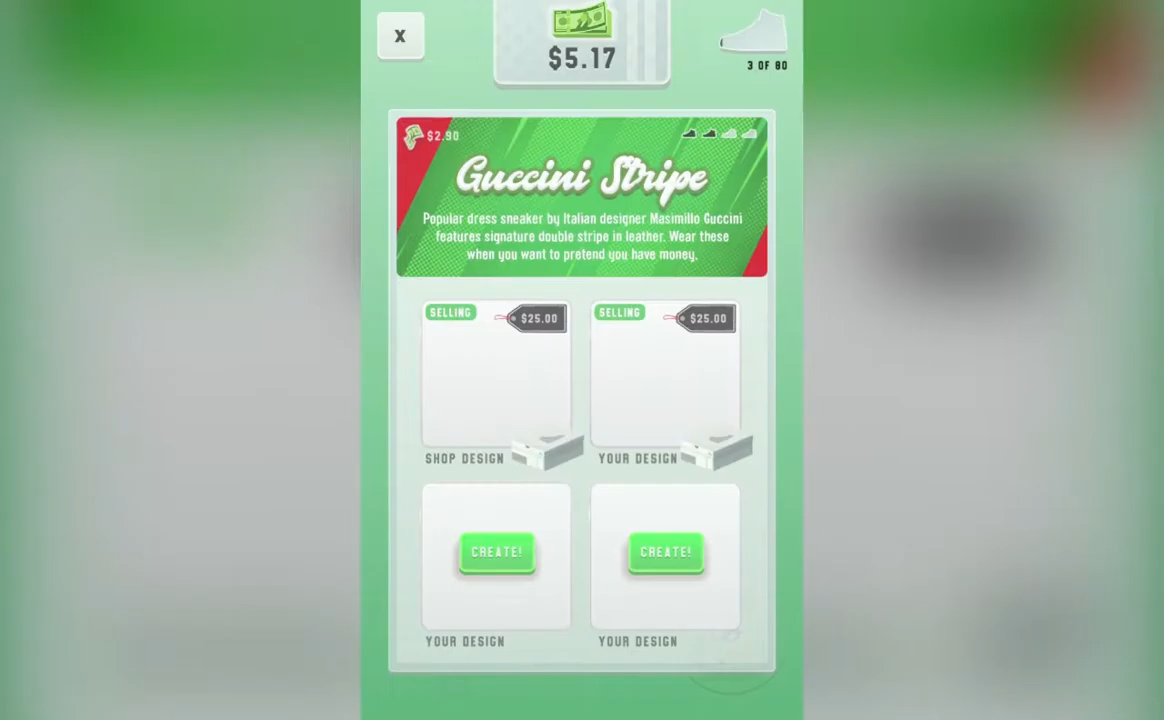 X
$5.17
3 OF 80
$2.90
Guccini Stripe
Popular dress sneaker by Italian designer Masimillo Guccini
features signature double stripe in leather. Wear these
when you want to pretend you have money.
SELLING
$25.00
SELLING
$25.00
SHOP DESIGN
YOUR DESIGN
CREATE!
CREATE!
YOUR DESIGN
YOUR DESIGN